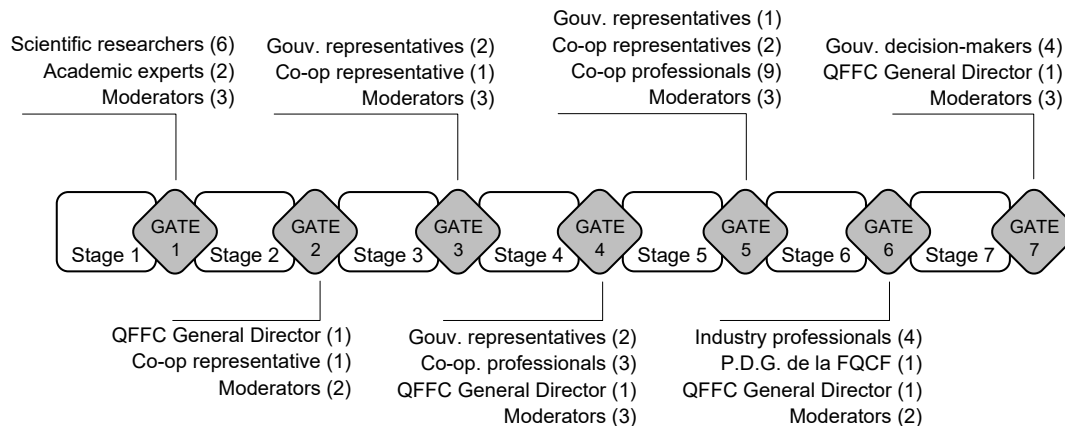 Scientific researchers (6)
Academic experts (2)
Moderators (3)
Gouv. representatives (2)
Co-op representative (1)
Moderators (3)
Gouv. representatives (1)
Co-op representatives (2)
Co-op professionals (9)
Moderators (3)
Gouv. decision-makers (4)
QFFC General Director (1)
Moderators (3)
Stage 1
GATE
1
Stage 2
GATE
2
Stage 3
GATE
3
Stage 4
GATE
4
Stage 5
GATE
5
Stage 6
GATE
6
Stage 7
GATE
7
QFFC General Director (1)
Co-op representative (1)
Moderators (2)
Gouv. representatives (2)
Co-op. professionals (3)
QFFC General Director (1)
Moderators (3)
Industry professionals (4)
P.D.G. de la FQCF (1)
QFFC General Director (1)
Moderators (2)